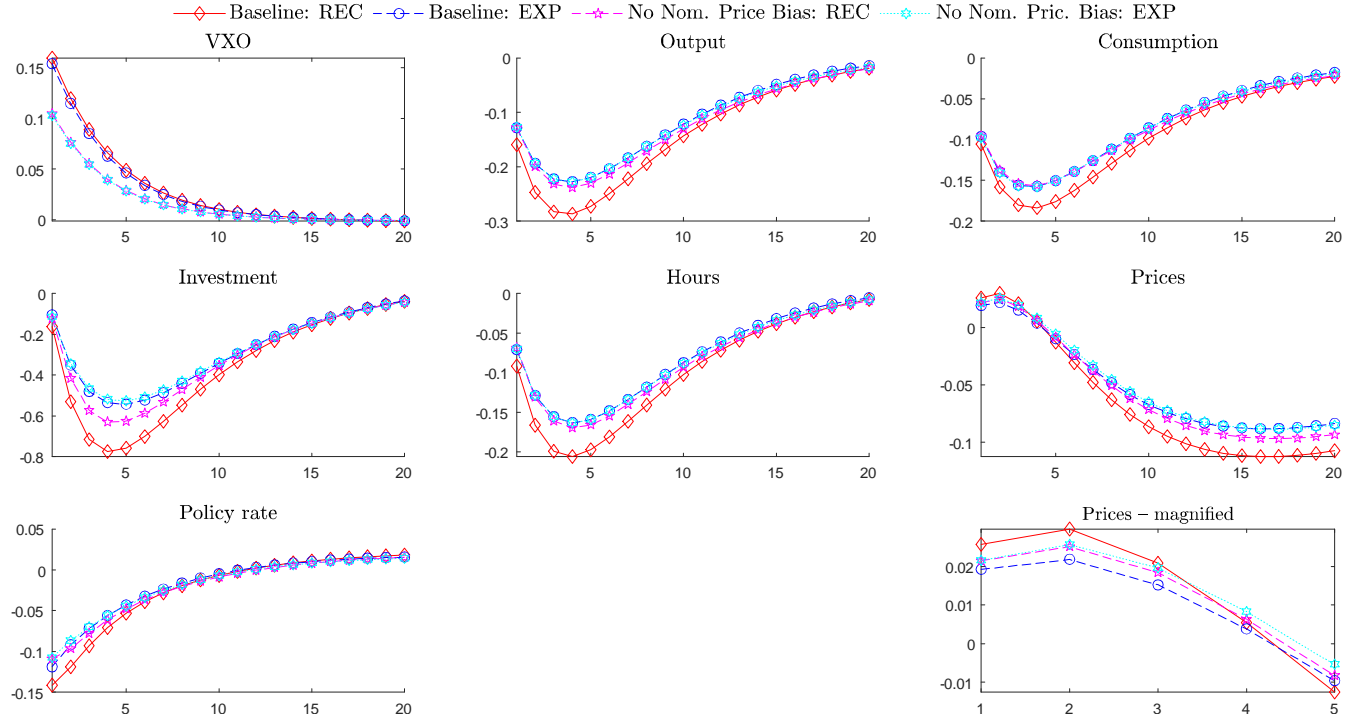 Baseline: REC Baseline: EXP No Nom. Price Bias: REC No Nom. Pric. Bias: EXP
VXO Output Consumption
0.15
0.1
0.05
0
5 10 15 20
0
-0.1
-0.2
-0.3
5 10 15 20
0
-0.05
-0.1
-0.15
-0.2
5 10 15 20
Investment Hours Prices
0
-0.2
-0.4
-0.6
-0.8
5 10 15 20
0
-0.05
-0.1
-0.15
-0.2
5 10 15 20
0
-0.05
-0.1
5 10 15 20
Policy rate Prices – magnified
0.05
0
-0.05
-0.1
-0.15
5 10 15 20
0.02
0.01
0
-0.01
1 2 3 4 5